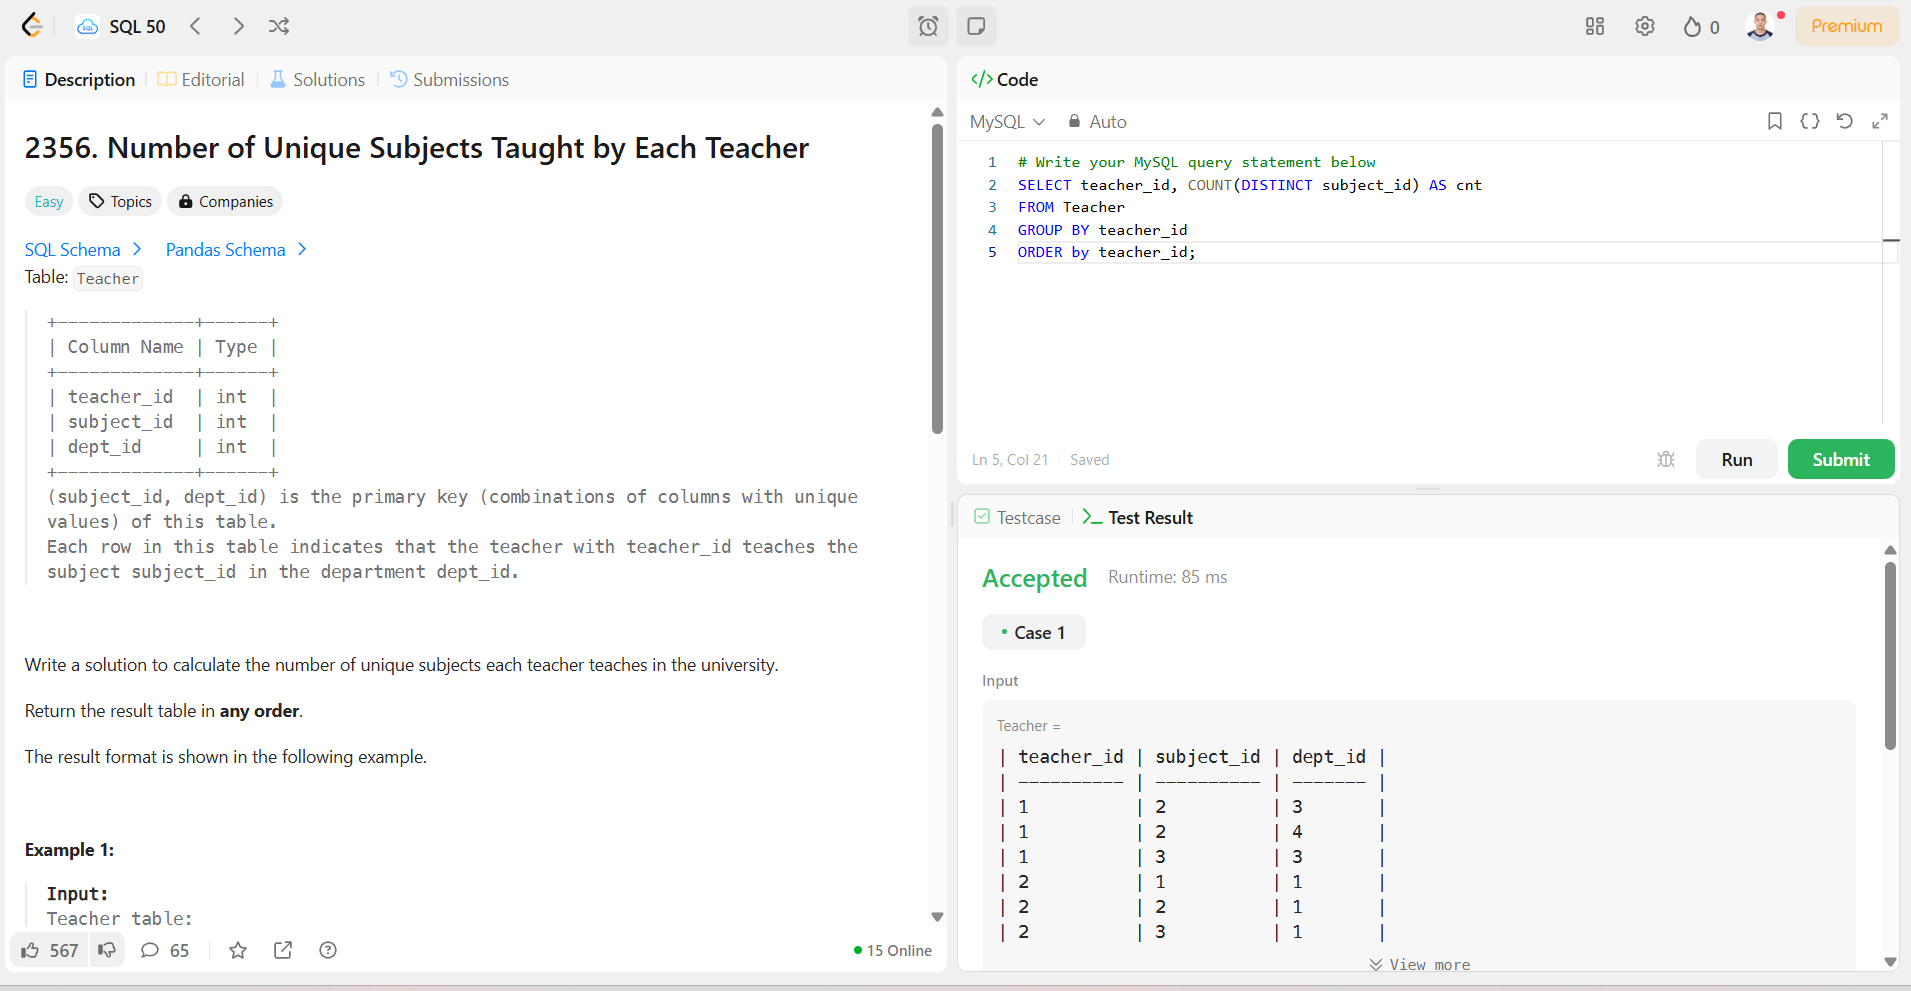 SQL 50
0
Premium
Description
Editorial
Solutions
Submissions
2356. Number of Unique Subjects Taught by Each Teacher
Easy
Topics
Companies
SQL Schema
Pandas Schema
Table: Teacher
+-------------+------+
| Column Name | Type |
+-------------+------+
| teacher_id  | int  |
| subject_id  | int  |
| dept_id     | int  |
+-------------+------+
(subject_id, dept_id) is the primary key (combinations of columns with unique
values) of this table.
Each row in this table indicates that the teacher with teacher_id teaches the
subject subject_id in the department dept_id.
Write a solution to calculate the number of unique subjects each teacher teaches in the university.
Return the result table in any order.
The result format is shown in the following example.
Example 1:
Input:
Teacher table:
567
65
15 Online
</> Code
MySQL
Auto
1 # Write your MySQL query statement below
2 SELECT teacher_id, COUNT(DISTINCT subject_id) AS cnt
3 FROM Teacher
4 GROUP BY teacher_id
5 ORDER by teacher_id;
Ln 5, Col 21
Saved
Run
Submit
Testcase
Test Result
Accepted
Runtime: 85 ms
Case 1
Input
Teacher =
| teacher_id | subject_id | dept_id |
| ---------- | ---------- | ------- |
| 1          | 2          | 3       |
| 1          | 2          | 4       |
| 1          | 3          | 3       |
| 2          | 1          | 1       |
| 2          | 2          | 1       |
| 2          | 3          | 1       |
View more